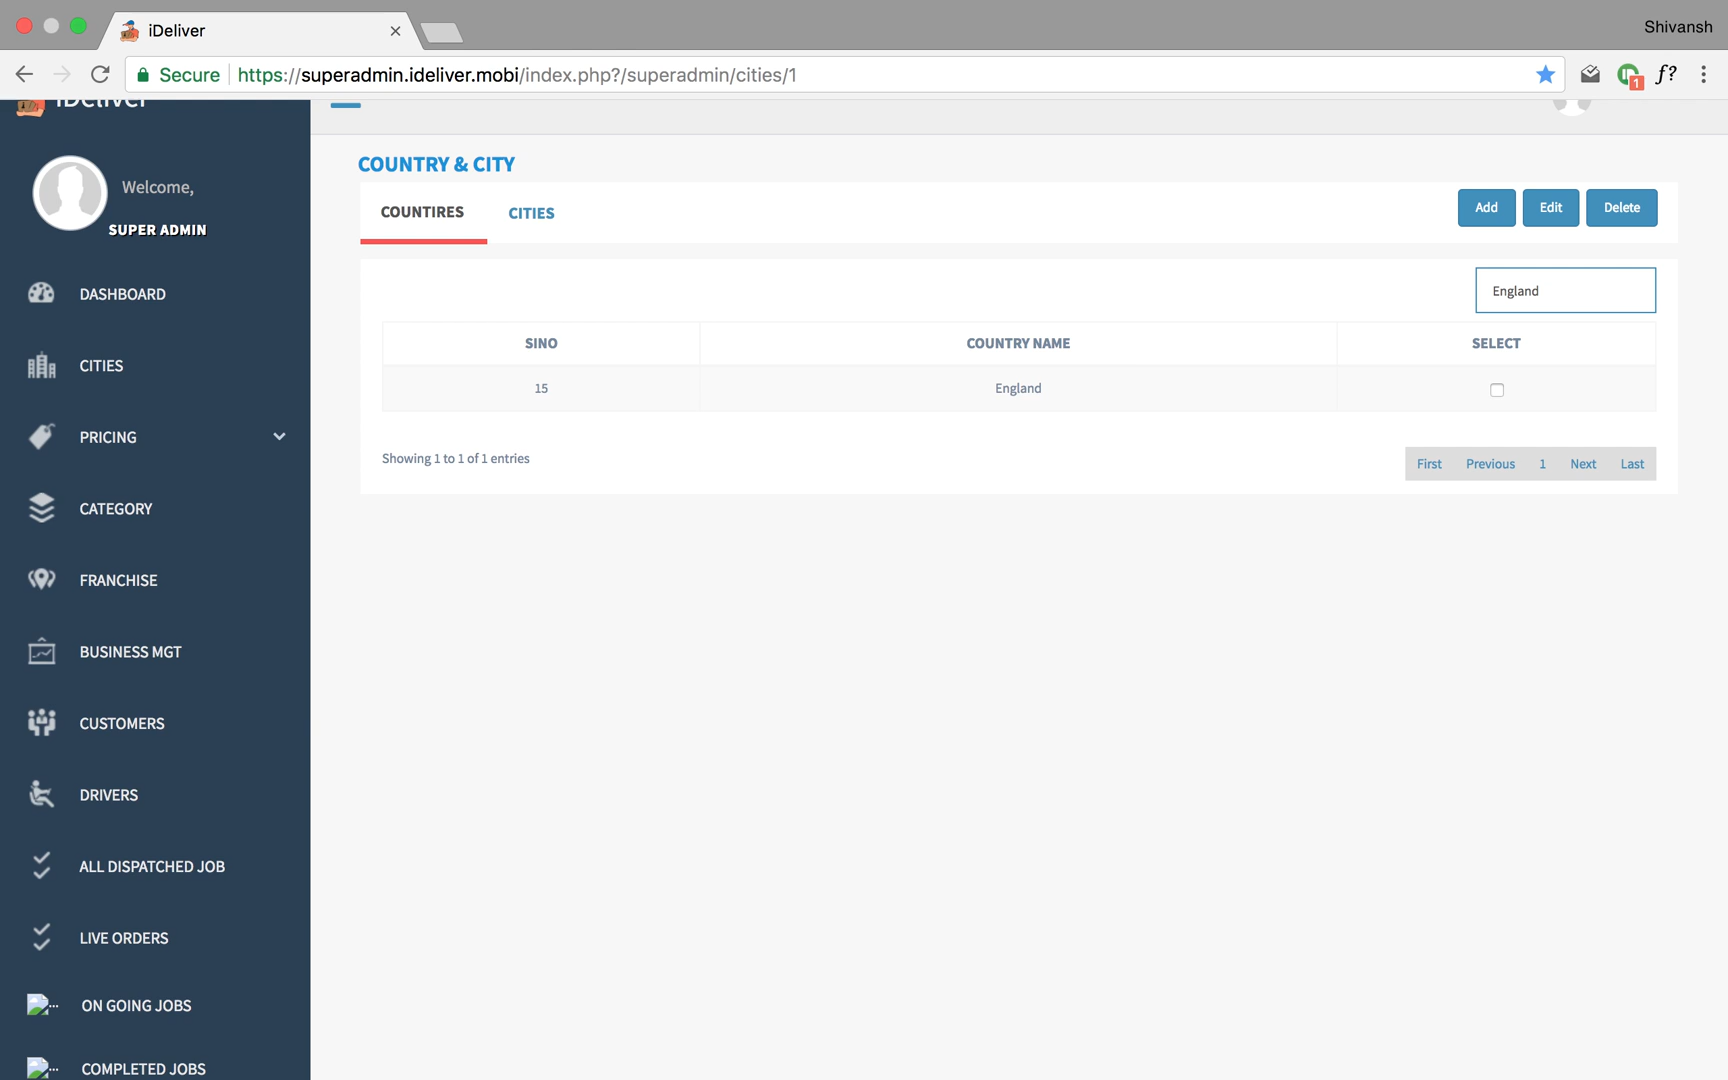 iDeliver
Shivansh
Secure https://superadmin.ideliver.mobi/index.php?/superadmin/cities/1
1
f?
iDeliver
Welcome,
SUPER ADMIN
DASHBOARD
CITIES
PRICING
CATEGORY
FRANCHISE
BUSINESS MGT
CUSTOMERS
DRIVERS
ALL DISPATCHED JOB
LIVE ORDERS
ON GOING JOBS
COMPLETED JOBS
COUNTRY & CITY
COUNTIRES CITIES
Add Edit Delete
England
SINO COUNTRY NAME SELECT
15 England
Showing 1 to 1 of 1 entries
First Previous 1 Next Last